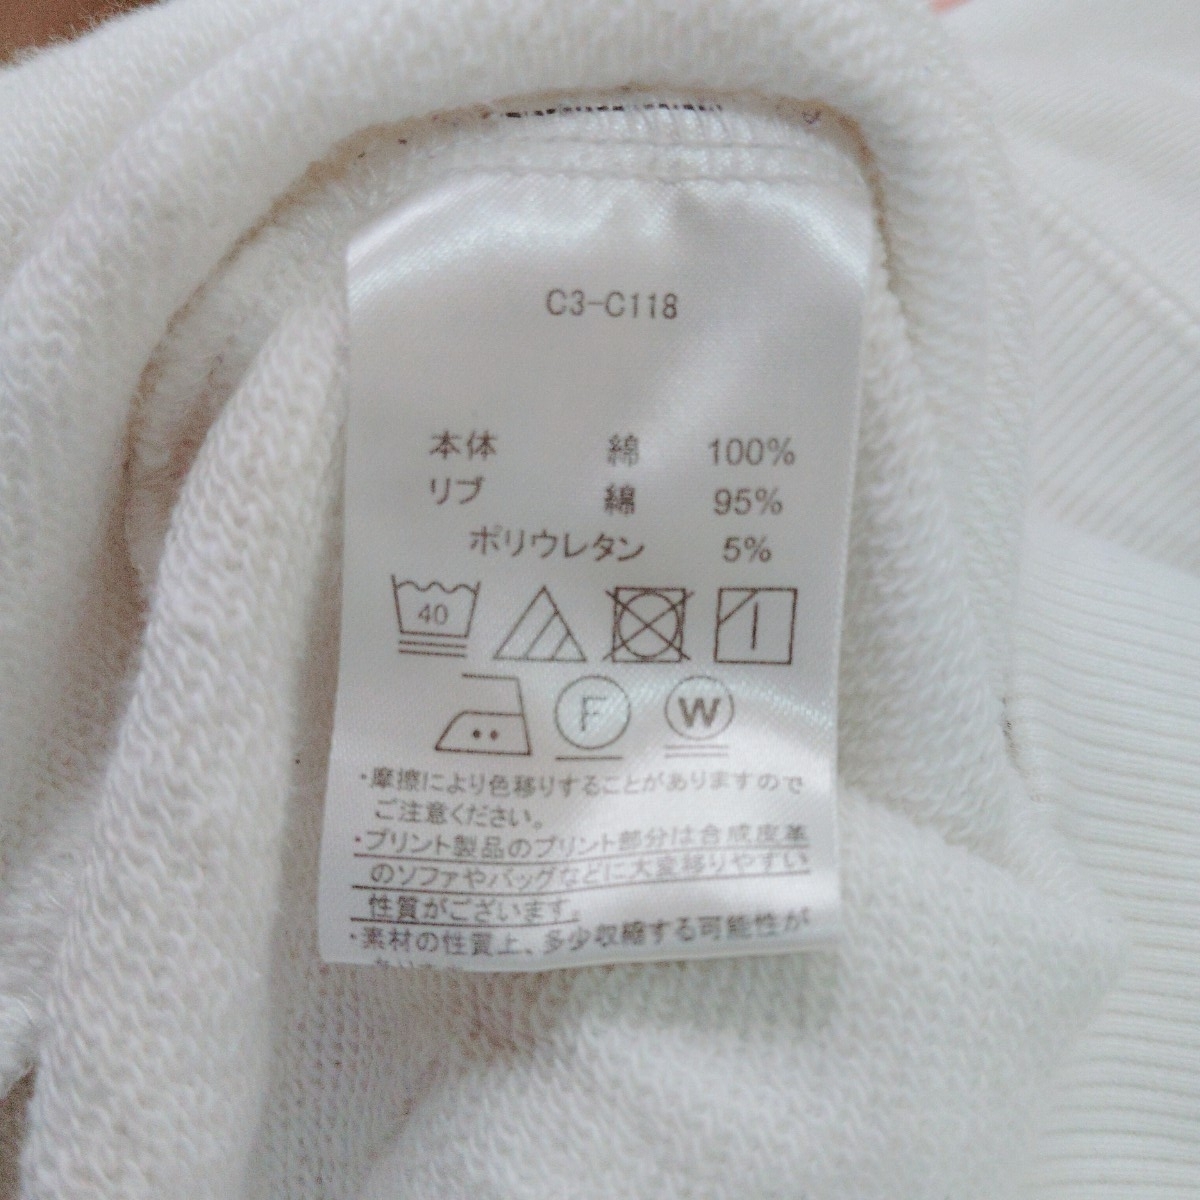 C3-C118
本体 綿 100%
リブ 綿 95%
ポリウレタン 5%
40
F W
・摩擦により色移りすることがありますので
ご注意ください。
・プリント製品のプリント部分は合成皮革
のソファやバッグなどに大変移りやすい
性質がございます。
・素材の性質上、多少収縮する可能性が